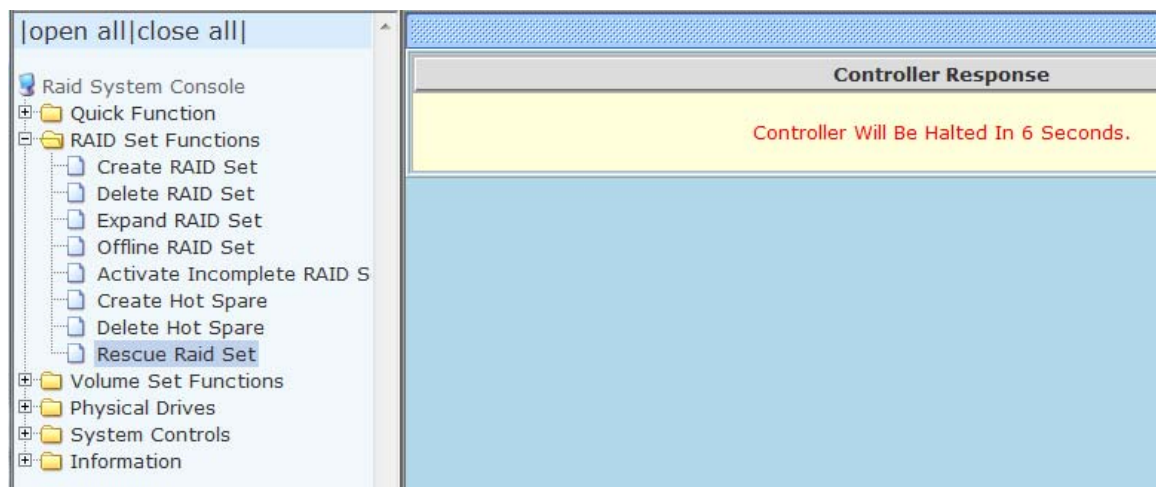 |open all|close all|
Raid System Console
Quick Function
RAID Set Functions
Create RAID Set
Delete RAID Set
Expand RAID Set
Offline RAID Set
Activate Incomplete RAID S
Create Hot Spare
Delete Hot Spare
Rescue Raid Set
Volume Set Functions
Physical Drives
System Controls
Information
Controller Response
Controller Will Be Halted In 6 Seconds.